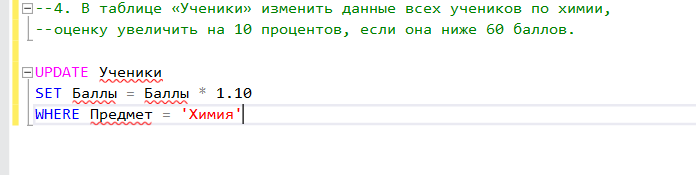 --4. В таблице «Ученики» изменить данные всех учеников по химии,
--оценку увеличить на 10 процентов, если она ниже 60 баллов.
UPDATE Ученики
SET Баллы = Баллы * 1.10
WHERE Предмет = 'Химия'